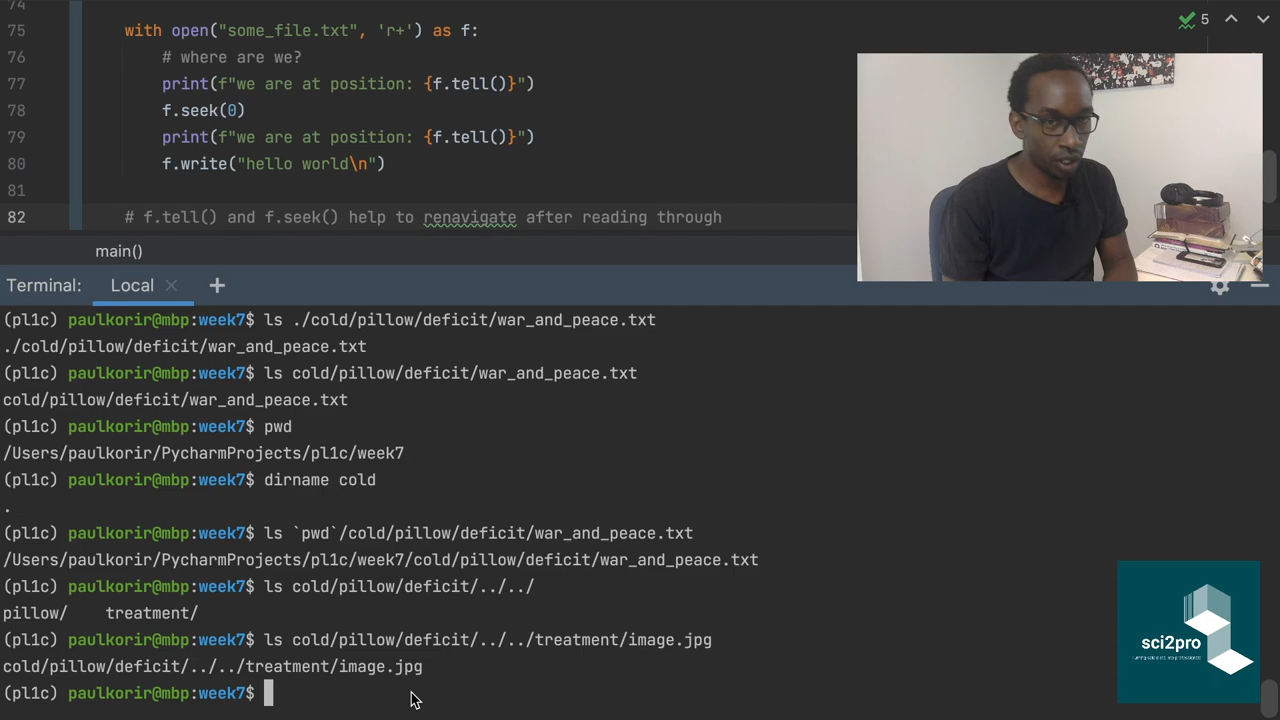 74
75 with open("some_file.txt", 'r+') as f:
76 # where are we?
77 print(f"we are at position: {f.tell()}")
78 f.seek(0)
79 print(f"we are at position: {f.tell()}")
80 f.write("hello world\n")
81
82 # f.tell() and f.seek() help to renavigate after reading through
5
main()
Terminal: Local × +
(pl1c) paulkorir@mbp:week7$ ls ./cold/pillow/deficit/war_and_peace.txt
./cold/pillow/deficit/war_and_peace.txt
(pl1c) paulkorir@mbp:week7$ ls cold/pillow/deficit/war_and_peace.txt
cold/pillow/deficit/war_and_peace.txt
(pl1c) paulkorir@mbp:week7$ pwd
/Users/paulkorir/PycharmProjects/pl1c/week7
(pl1c) paulkorir@mbp:week7$ dirname cold
.
(pl1c) paulkorir@mbp:week7$ ls `pwd`/cold/pillow/deficit/war_and_peace.txt
/Users/paulkorir/PycharmProjects/pl1c/week7/cold/pillow/deficit/war_and_peace.txt
(pl1c) paulkorir@mbp:week7$ ls cold/pillow/deficit/../../
pillow/ treatment/
(pl1c) paulkorir@mbp:week7$ ls cold/pillow/deficit/../../treatment/image.jpg
cold/pillow/deficit/../../treatment/image.jpg
(pl1c) paulkorir@mbp:week7$
sci2pro